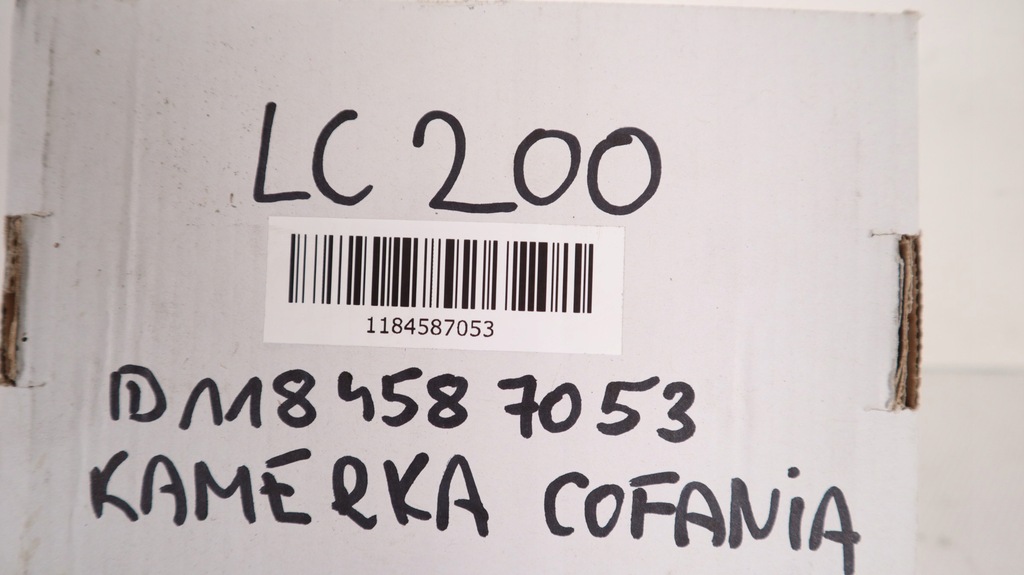 LC 200
1184587053
ID 1184587053
KAMERKA COFANiA